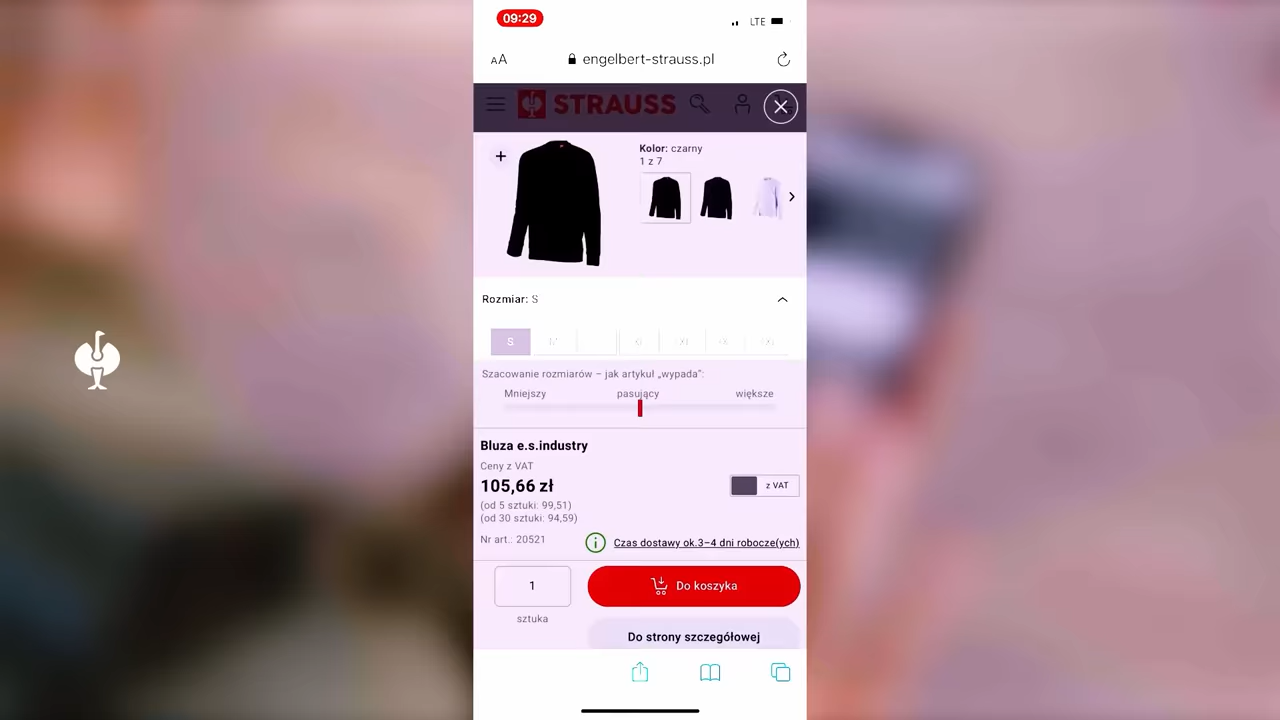 09:29
LTE
AA
engelbert-strauss.pl
STRAUSS
Kolor: czarny
1 z 7
Rozmiar: S
S
Szacowanie rozmiarów – jak artykuł „wypada”:
Mniejszy pasujący większe
Bluza e.s.industry
Ceny z VAT
105,66 zł
z VAT
(od 5 sztuki: 99,51)
(od 30 sztuki: 94,59)
Nr art.: 20521
Czas dostawy ok.3–4 dni robocze(ych)
1
Do koszyka
sztuka
Do strony szczegółowej